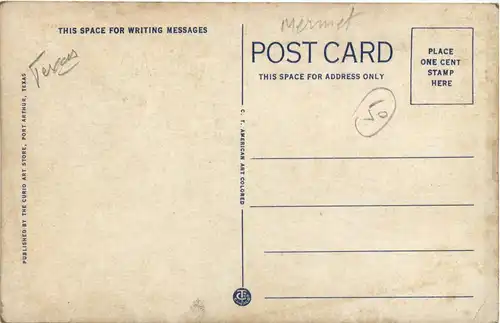 THIS SPACE FOR WRITING MESSAGES
Texas
PUBLISHED BY THE CURIO ART STORE, PORT ARTHUR, TEXAS
C. T. AMERICAN ART COLORED
Mermet
POST CARD
THIS SPACE FOR ADDRESS ONLY
PLACE
ONE CENT
STAMP
HERE
50